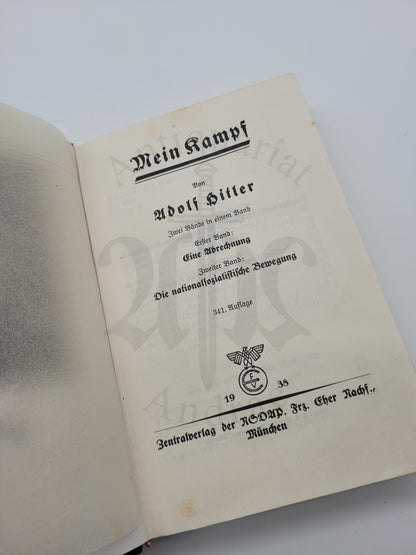 Mein Kampf
Von
Adolf Hitler
Zwei Bände in einem Band
Erster Band:
Eine Abrechnung
Zweiter Band:
Die nationalsozialistische Bewegung
341. Auflage
19 38
Zentralverlag der NSDAP. Frz. Eher Nachf.,
München
Antiquariat